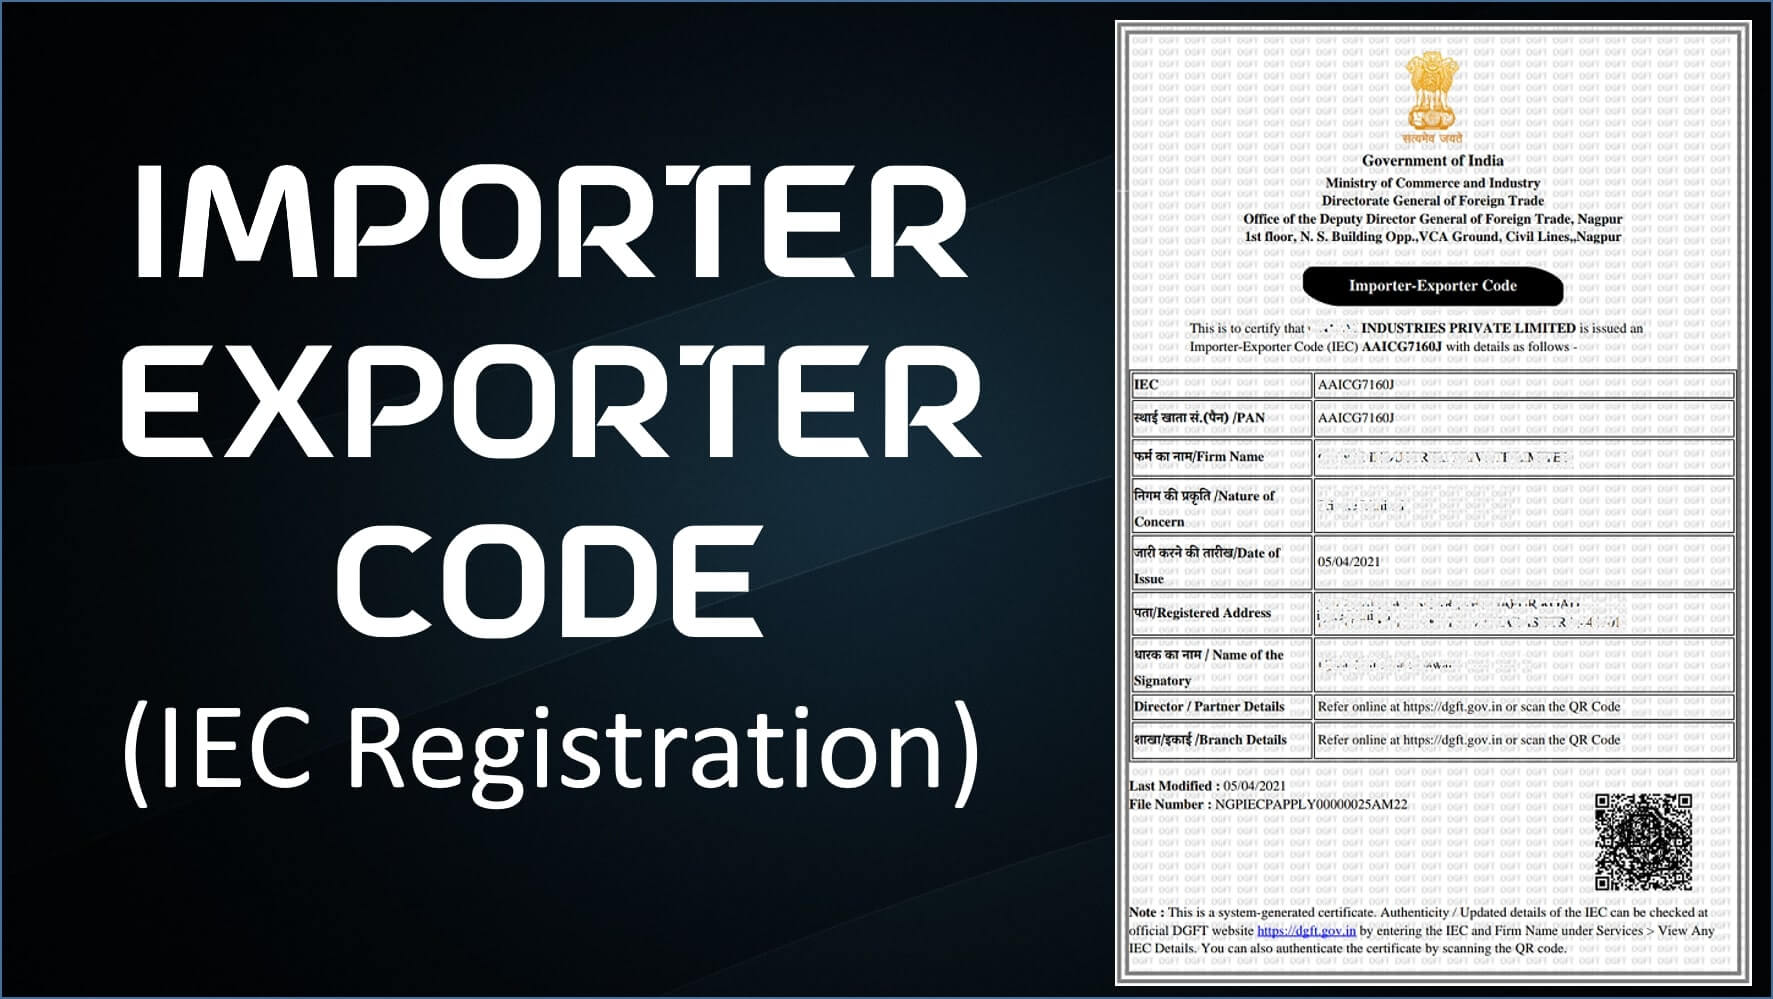 IMPORTER
EXPORTER
CODE
(IEC Registration)
सत्यमेव जयते
Government of India
Ministry of Commerce and Industry
Directorate General of Foreign Trade
Office of the Deputy Director General of Foreign Trade, Nagpur
1st floor, N. S. Building Opp.,VCA Ground, Civil Lines,,Nagpur
Importer-Exporter Code
This is to certify that INDUSTRIES PRIVATE LIMITED is issued an
Importer-Exporter Code (IEC) AAICG7160J with details as follows -
IEC AAICG7160J
स्थाई खाता सं.(पैन) /PAN AAICG7160J
फर्म का नाम/Firm Name
निगम की प्रकृति /Nature of
Concern
जारी करने की तारीख/Date of
Issue 05/04/2021
पता/Registered Address
धारक का नाम / Name of the
Signatory
Director / Partner Details Refer online at https://dgft.gov.in or scan the QR Code
शाखा/इकाई /Branch Details Refer online at https://dgft.gov.in or scan the QR Code
Last Modified : 05/04/2021
File Number : NGPIECPAPPLY00000025AM22
Note : This is a system-generated certificate. Authenticity / Updated details of the IEC can be checked at
official DGFT website https://dgft.gov.in by entering the IEC and Firm Name under Services > View Any
IEC Details. You can also authenticate the certificate by scanning the QR code.